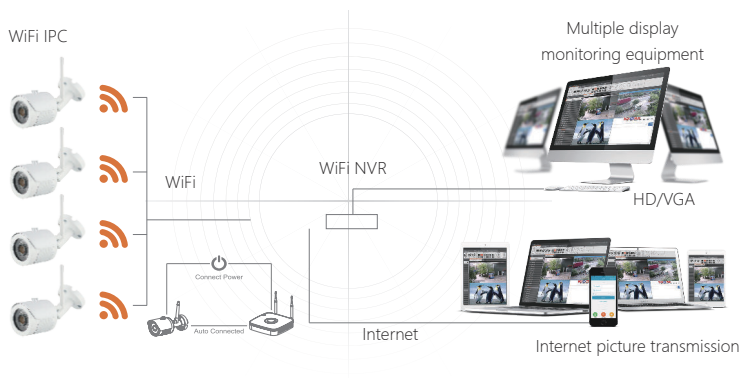 WiFi IPC
Multiple display
monitoring equipment
WiFi
WiFi NVR
HD/VGA
Connect Power
Auto Connected
Internet
Internet picture transmission